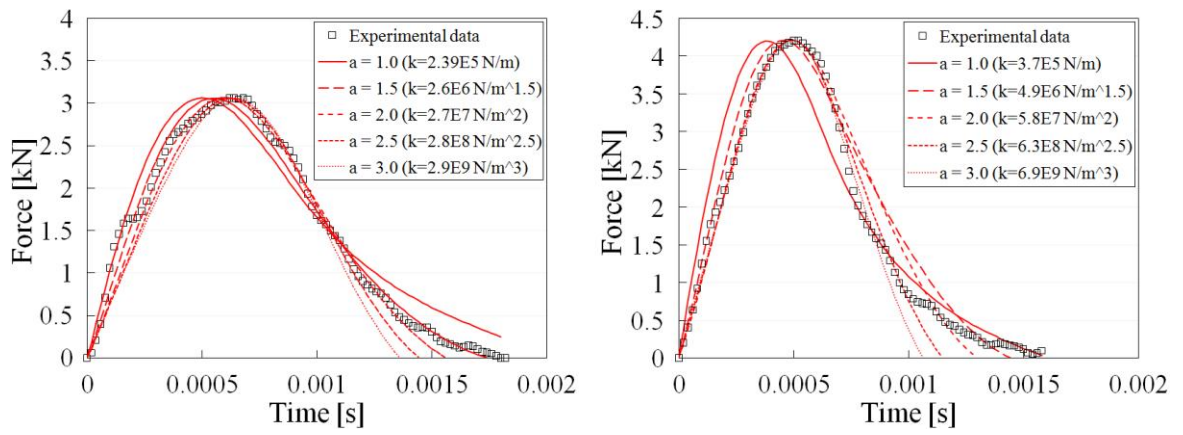 4
3.5
3
2.5
2
1.5
1
0.5
0
Force [kN]
Experimental data
a = 1.0 (k=2.39E5 N/m)
a = 1.5 (k=2.6E6 N/m^1.5)
a = 2.0 (k=2.7E7 N/m^2)
a = 2.5 (k=2.8E8 N/m^2.5)
a = 3.0 (k=2.9E9 N/m^3)
0 0.0005 0.001 0.0015 0.002
Time [s]
4.5
4
3.5
3
2.5
2
1.5
1
0.5
0
Force [kN]
Experimental data
a = 1.0 (k=3.7E5 N/m)
a = 1.5 (k=4.9E6 N/m^1.5)
a = 2.0 (k=5.8E7 N/m^2)
a = 2.5 (k=6.3E8 N/m^2.5)
a = 3.0 (k=6.9E9 N/m^3)
0 0.0005 0.001 0.0015 0.002
Time [s]